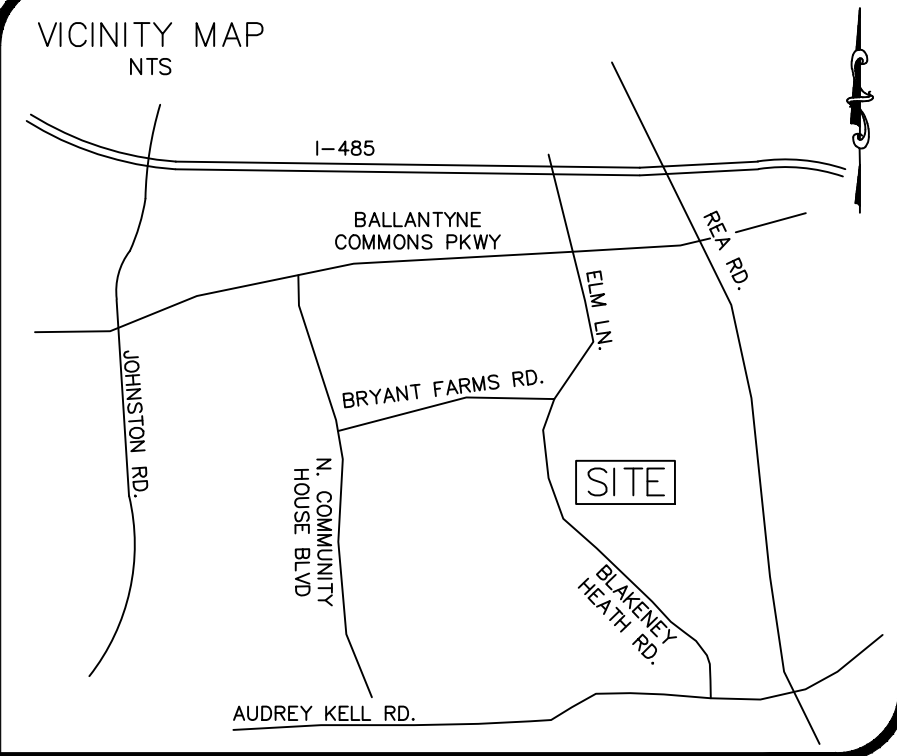 VICINITY MAP
NTS
I-485
BALLANTYNE
COMMONS PKWY
REA RD.
ELM LN.
JOHNSTON RD.
BRYANT FARMS RD.
N. COMMUNITY
HOUSE BLVD
SITE
BLAKENEY
HEATH RD.
AUDREY KELL RD.